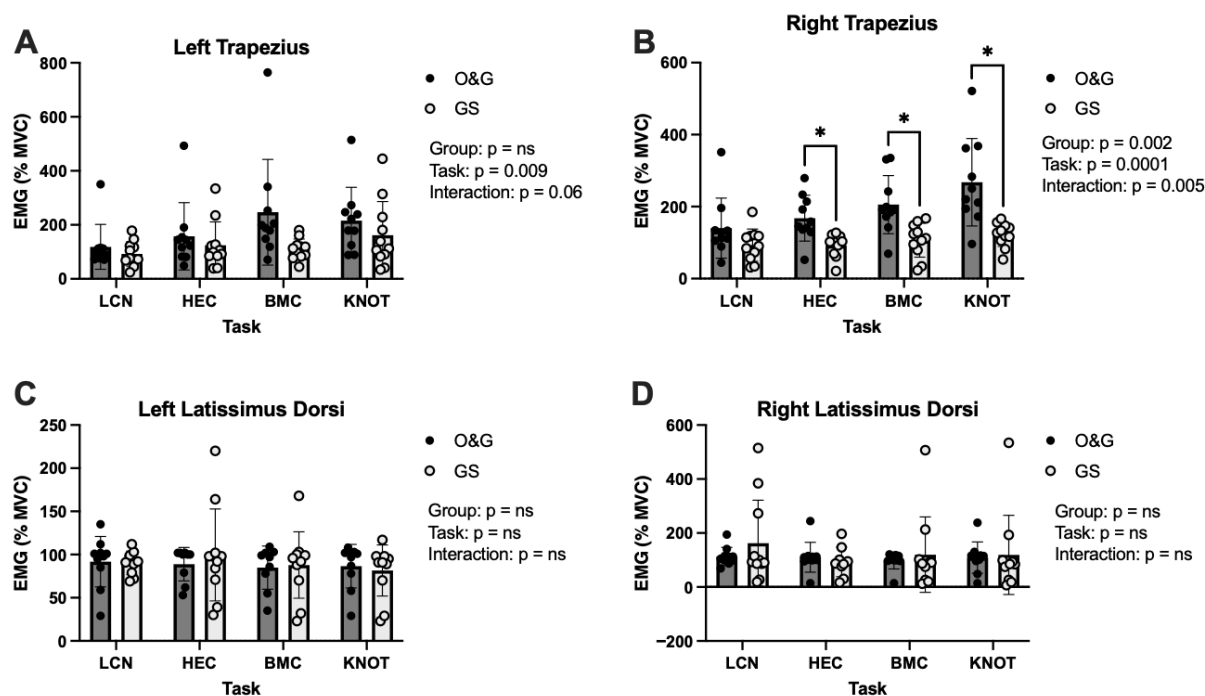 A
Left Trapezius
800
600
400
200
0
EMG (% MVC)
LCN HEC BMC KNOT
Task
O&G
GS
Group: p = ns
Task: p = 0.009
Interaction: p = 0.06
B
Right Trapezius
600
400
200
0
EMG (% MVC)
* * *
LCN HEC BMC KNOT
Task
O&G
GS
Group: p = 0.002
Task: p = 0.0001
Interaction: p = 0.005
C
Left Latissimus Dorsi
250
200
150
100
50
0
EMG (% MVC)
LCN HEC BMC KNOT
Task
O&G
GS
Group: p = ns
Task: p = ns
Interaction: p = ns
D
Right Latissimus Dorsi
600
400
200
0
−200
EMG (% MVC)
LCN HEC BMC KNOT
Task
O&G
GS
Group: p = ns
Task: p = ns
Interaction: p = ns